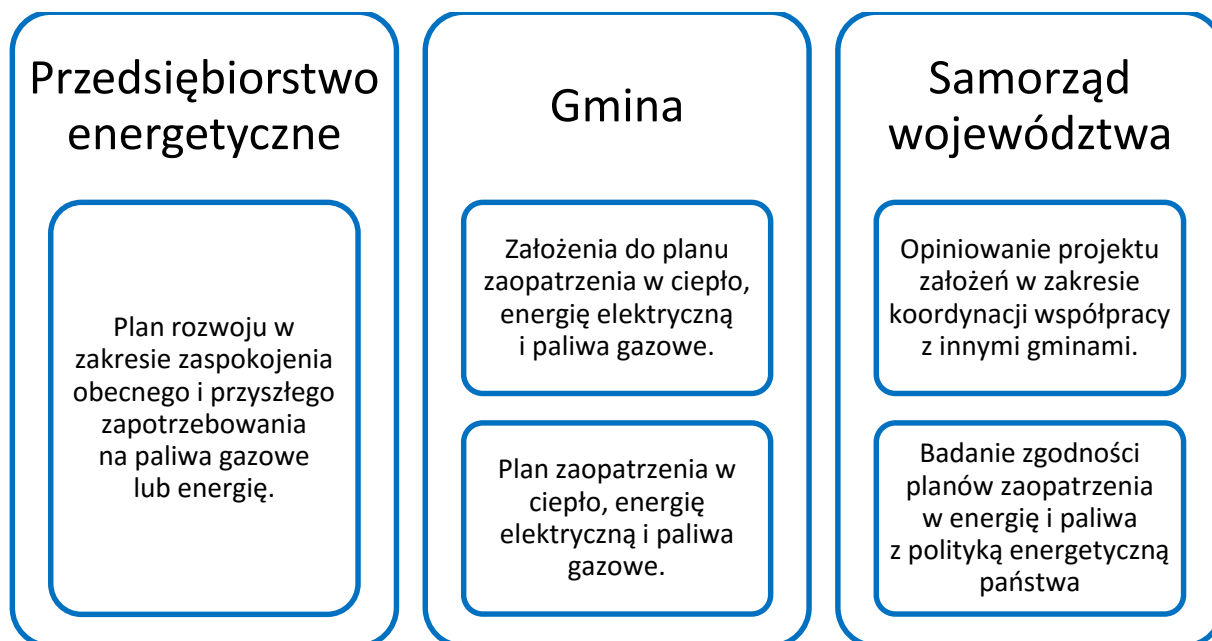 Przedsiębiorstwo
energetyczne
Plan rozwoju w
zakresie zaspokojenia
obecnego i przyszłego
zapotrzebowania
na paliwa gazowe
lub energię.
Gmina
Założenia do planu
zaopatrzenia w ciepło,
energię elektryczną
i paliwa gazowe.
Plan zaopatrzenia w
ciepło, energię
elektryczną i paliwa
gazowe.
Samorząd
województwa
Opiniowanie projektu
założeń w zakresie
koordynacji współpracy
z innymi gminami.
Badanie zgodności
planów zaopatrzenia
w energię i paliwa
z polityką energetyczną
państwa